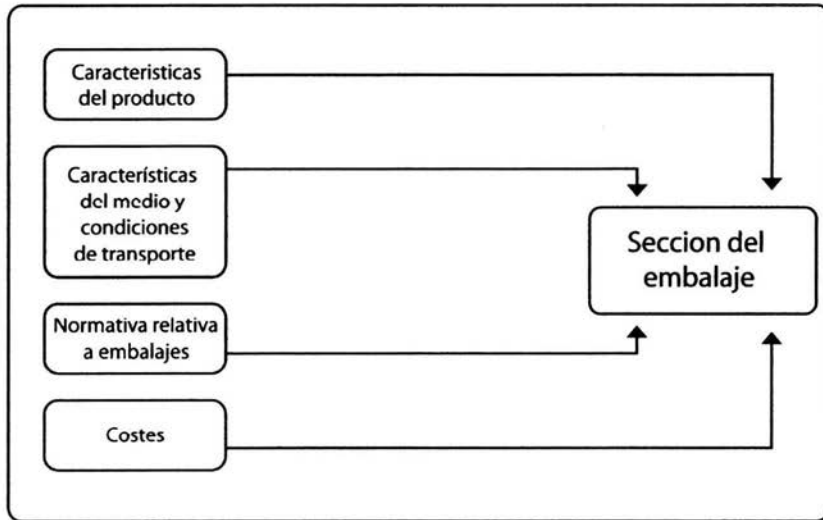 Caracteristicas
del producto
Características
del medio y
condiciones
de transporte
Normativa relativa
a embalajes
Costes
Seccion del
embalaje